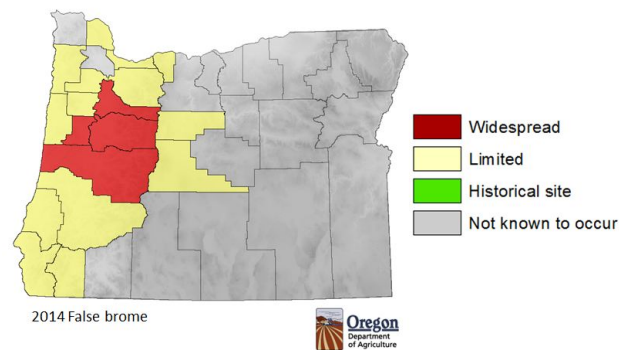 Widespread
Limited
Historical site
Not known to occur
2014 False brome
Oregon
Department
of Agriculture